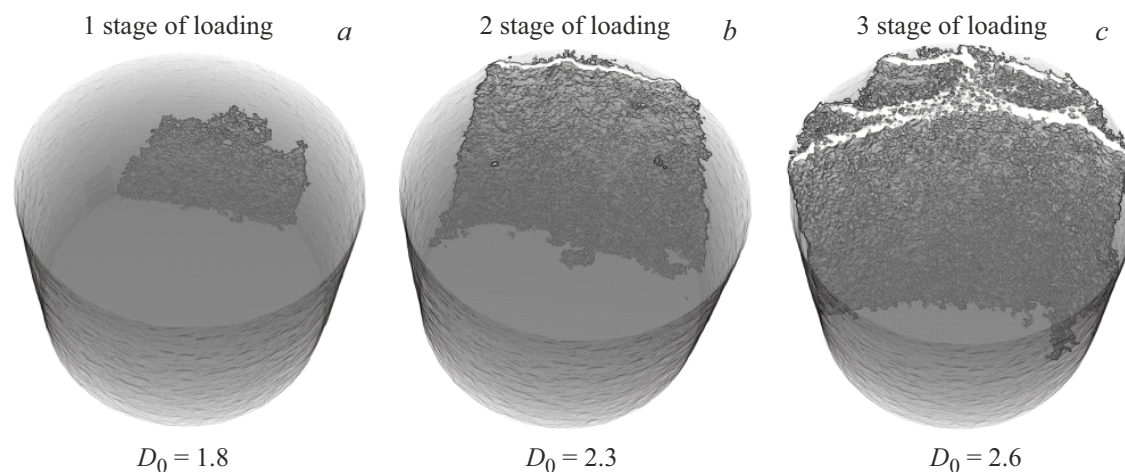 1 stage of loading a
2 stage of loading b
3 stage of loading c
D0 = 1.8
D0 = 2.3
D0 = 2.6